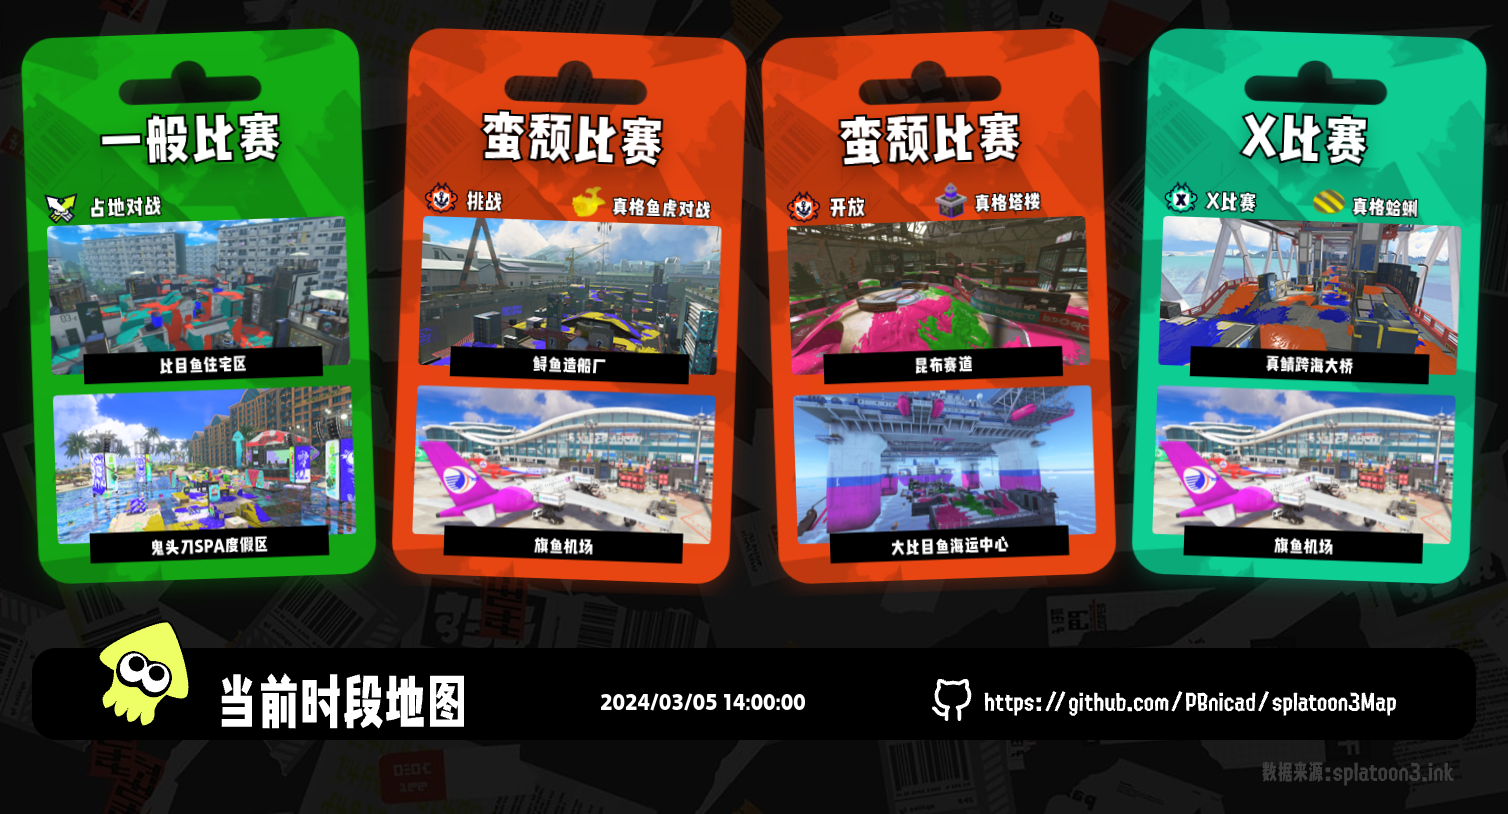 一般比赛
占地对战
比目鱼住宅区
鬼头刀SPA度假区
蛮颓比赛
挑战
真格鱼虎对战
鲟鱼造船厂
旗鱼机场
蛮颓比赛
开放
真格塔楼
昆布赛道
大比目鱼海运中心
X比赛
X比赛
真格蛤蜊
真鲭跨海大桥
旗鱼机场
当前时段地图
2024/03/05 14:00:00
https://github.com/PBnicad/splatoon3Map
数据来源:splatoon3.ink